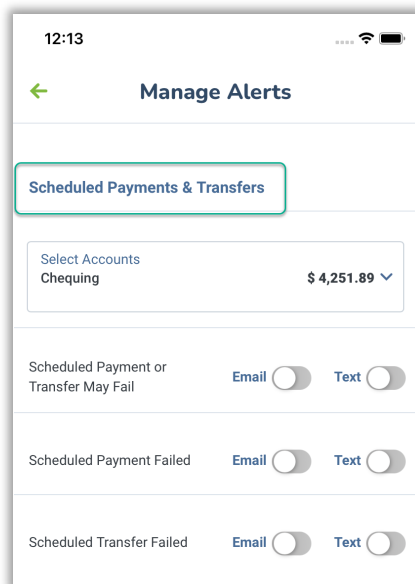 12:13
Manage Alerts
Scheduled Payments & Transfers
Select Accounts
Chequing $ 4,251.89
Scheduled Payment or
Transfer May Fail
Email Text
Scheduled Payment Failed Email Text
Scheduled Transfer Failed Email Text